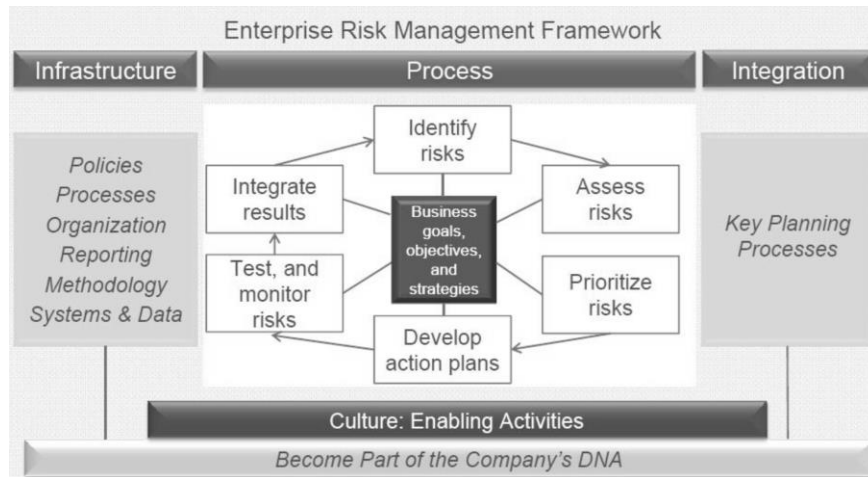 Enterprise Risk Management Framework
Infrastructure
Process
Integration
Policies
Processes
Organization
Reporting
Methodology
Systems & Data
Identify
risks
Assess
risks
Prioritize
risks
Develop
action plans
Test, and
monitor
risks
Integrate
results
Business
goals,
objectives,
and
strategies
Key Planning
Processes
Culture: Enabling Activities
Become Part of the Company's DNA